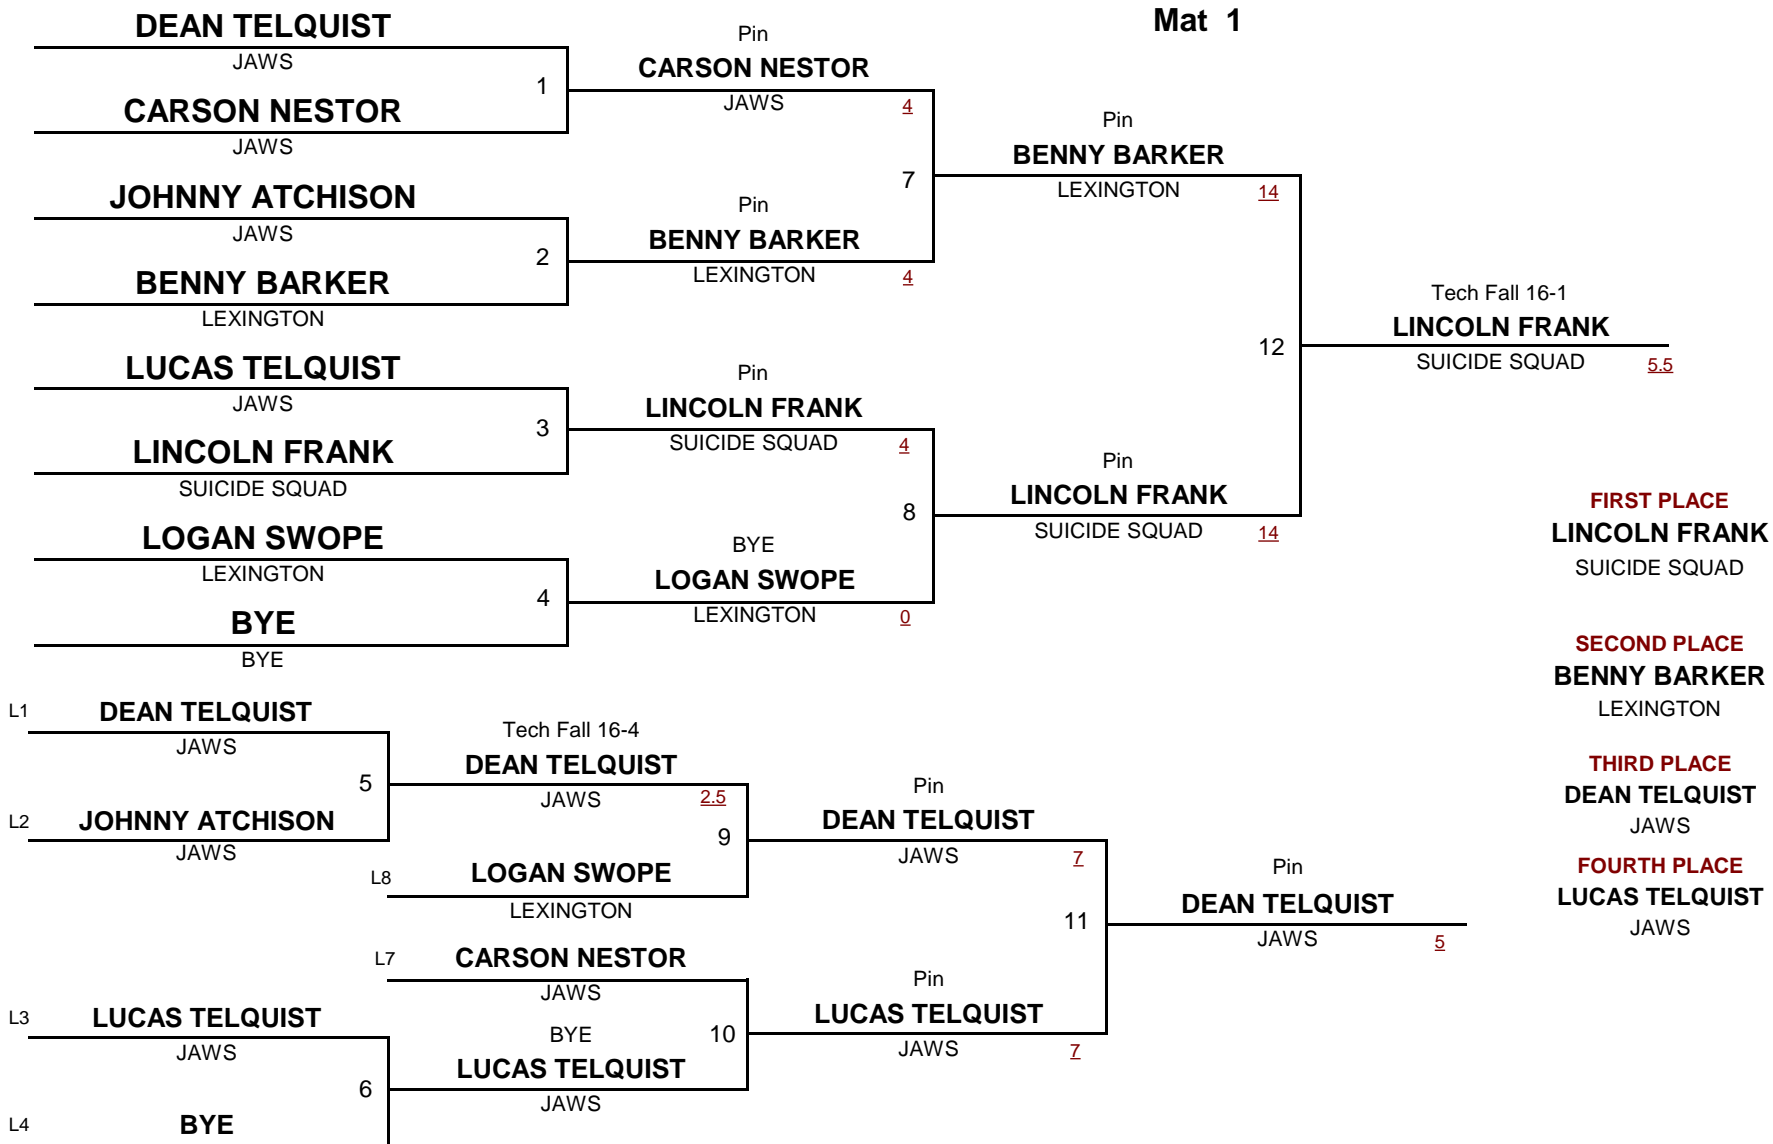 Mat 1
DEAN TELQUIST
JAWS
1
CARSON NESTOR
JAWS
JOHNNY ATCHISON
JAWS
2
BENNY BARKER
LEXINGTON
LUCAS TELQUIST
JAWS
3
LINCOLN FRANK
SUICIDE SQUAD
LOGAN SWOPE
LEXINGTON
4
BYE
BYE
Pin
CARSON NESTOR
JAWS 4
7
Pin
BENNY BARKER
LEXINGTON 4
Pin
LINCOLN FRANK
SUICIDE SQUAD 4
8
BYE
LOGAN SWOPE
LEXINGTON 0
Pin
BENNY BARKER
LEXINGTON 14
12
Pin
LINCOLN FRANK
SUICIDE SQUAD 14
Tech Fall 16-1
LINCOLN FRANK
SUICIDE SQUAD 5.5
FIRST PLACE
LINCOLN FRANK
SUICIDE SQUAD
SECOND PLACE
BENNY BARKER
LEXINGTON
THIRD PLACE
DEAN TELQUIST
JAWS
FOURTH PLACE
LUCAS TELQUIST
JAWS
L1 DEAN TELQUIST
JAWS
5
L2 JOHNNY ATCHISON
JAWS
Tech Fall 16-4
DEAN TELQUIST
JAWS 2.5
9
L8 LOGAN SWOPE
LEXINGTON
L7 CARSON NESTOR
JAWS
10
BYE
LUCAS TELQUIST
JAWS
L3 LUCAS TELQUIST
JAWS
6
L4 BYE
Pin
DEAN TELQUIST
JAWS 7
11
Pin
LUCAS TELQUIST
JAWS 7
Pin
DEAN TELQUIST
JAWS 5